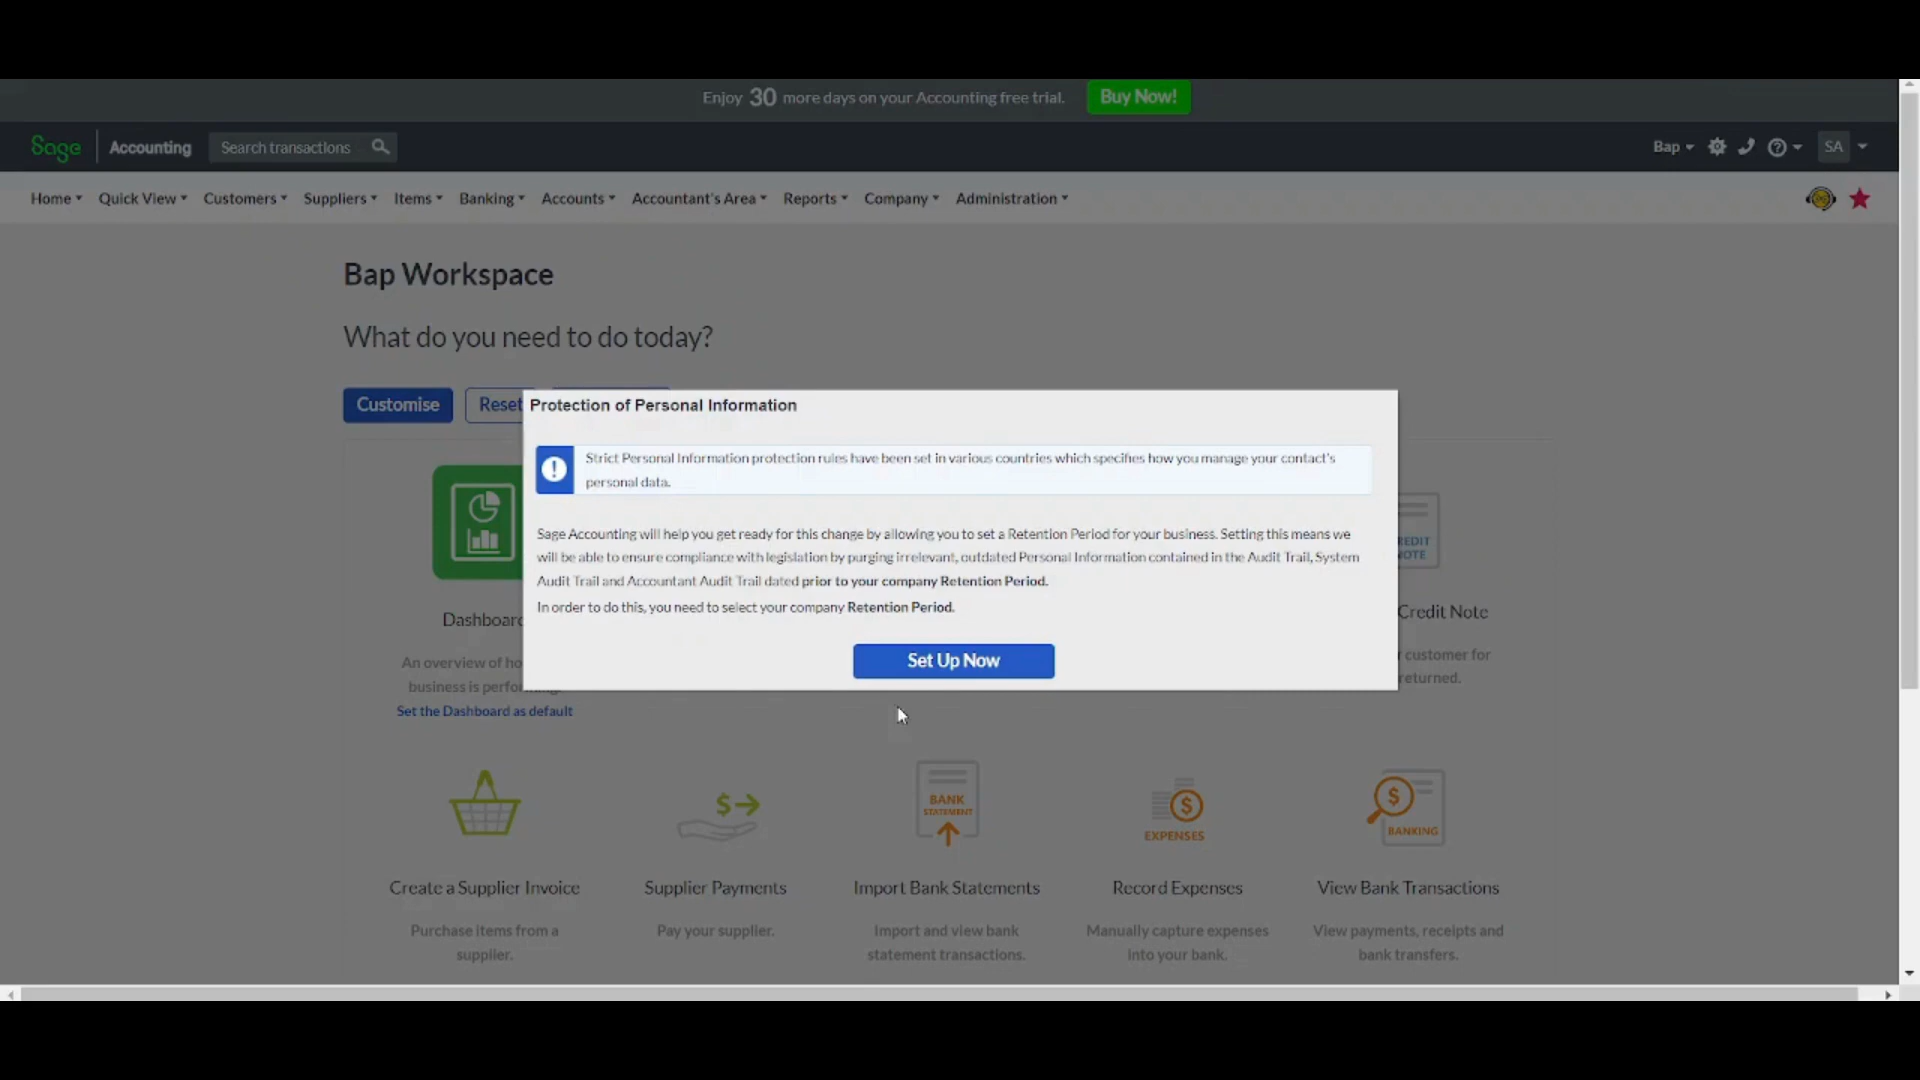 Enjoy 30 more days on your Accounting free trial. Buy Now!
Sage Accounting Search transactions Bap SA
Home Quick View Customers Suppliers Items Banking Accounts Accountant's Area Reports Company Administration
Bap Workspace
What do you need to do today?
Customise Reset
Protection of Personal Information
Strict Personal Information protection rules have been set in various countries which specifies how you manage your contact's
personal data.
Sage Accounting will help you get ready for this change by allowing you to set a Retention Period for your business. Setting this means we
will be able to ensure compliance with legislation by purging irrelevant, outdated Personal Information contained in the Audit Trail, System
Audit Trail and Accountant Audit Trail dated prior to your company Retention Period.
In order to do this, you need to select your company Retention Period.
Set Up Now
EDIT
NOTE
Dashboard
Credit Note
An overview of ho
business is perfor
customer for
returned.
Set the Dashboard as default
BANK
STATEMENT
EXPENSES
BANKING
Create a Supplier Invoice Supplier Payments Import Bank Statements Record Expenses View Bank Transactions
Purchase items from a
supplier.
Pay your supplier.
Import and view bank
statement transactions.
Manually capture expenses
into your bank.
View payments, receipts and
bank transfers.